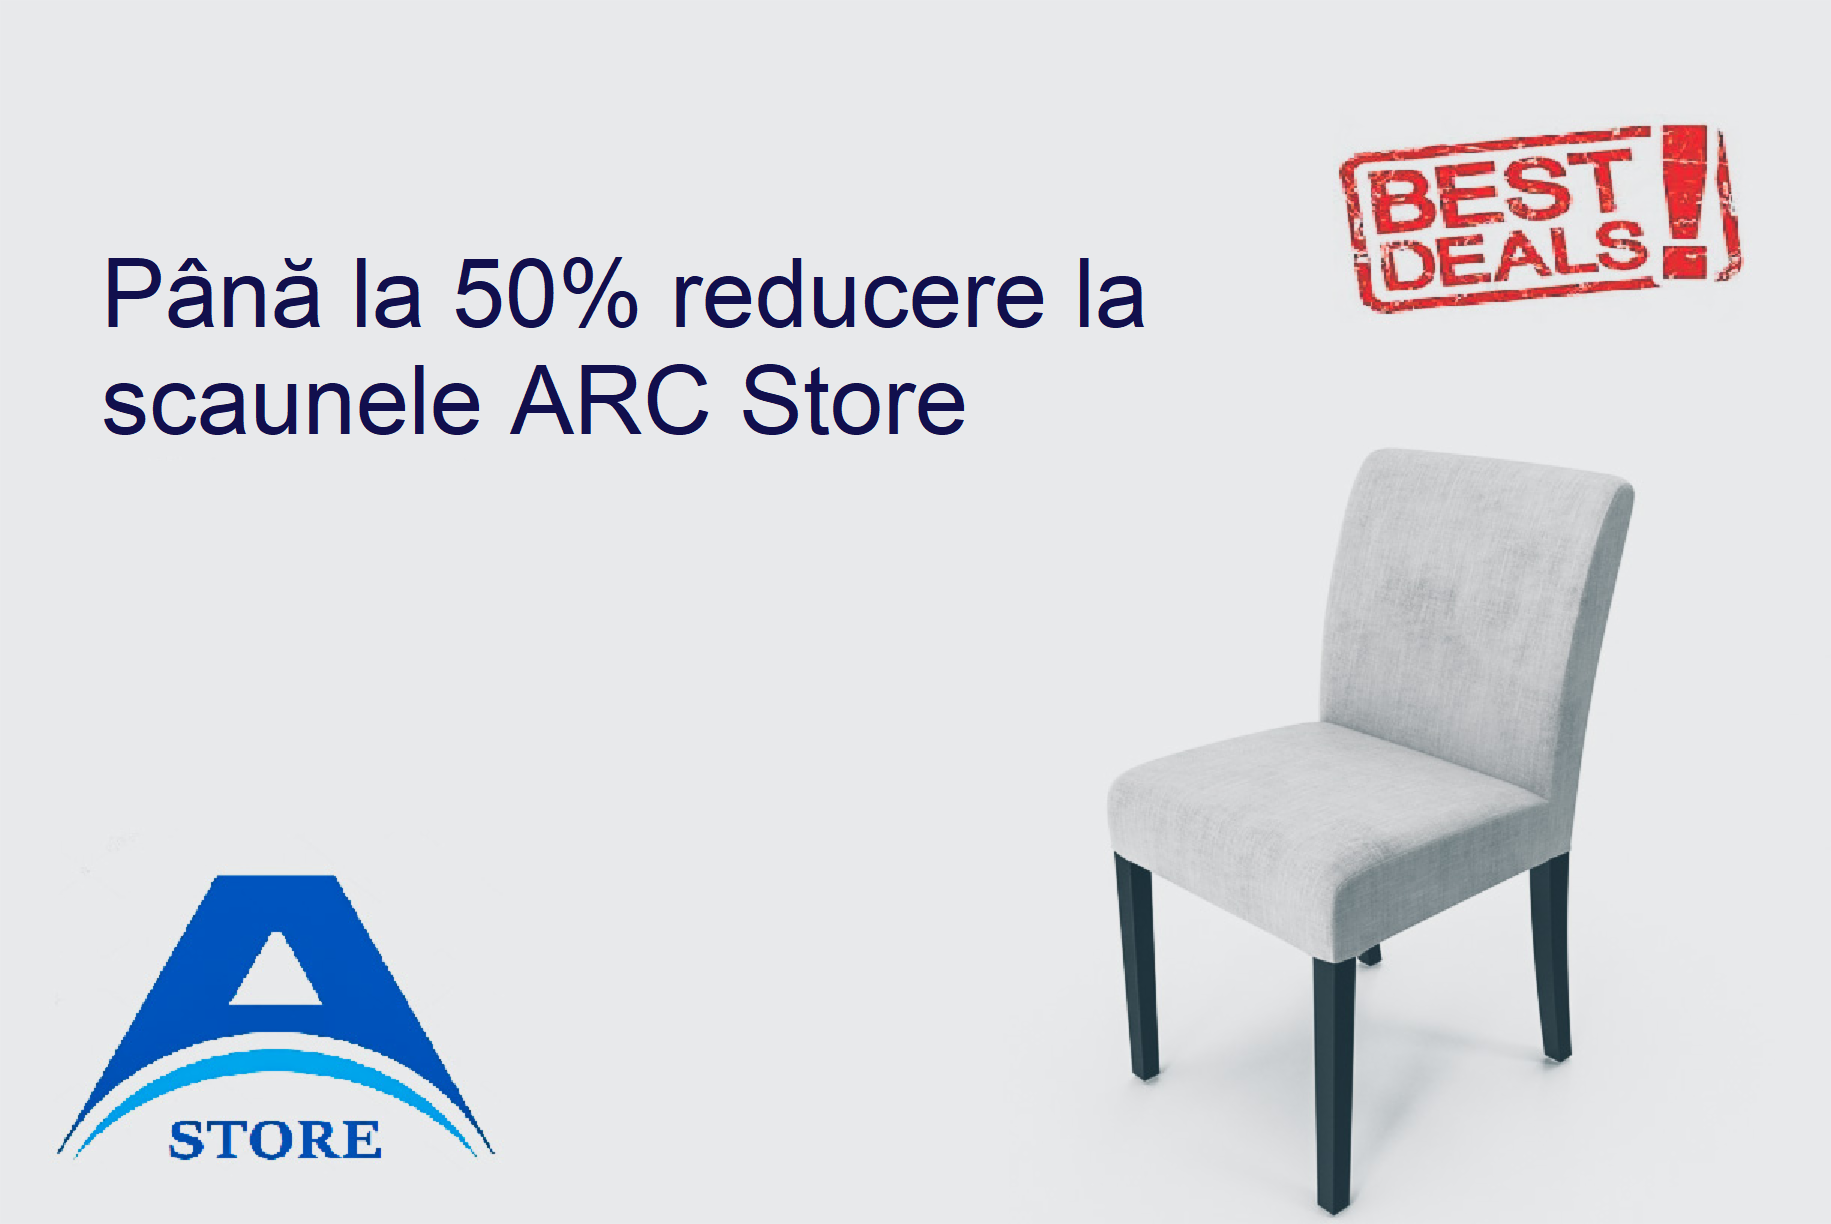 BEST
DEALS!
Până la 50% reducere la
scaunele ARC Store
A
STORE